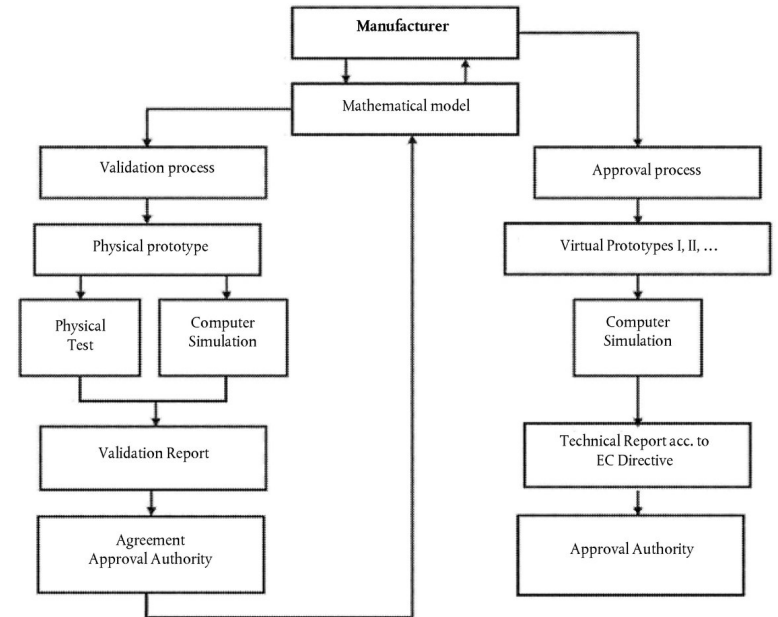 Manufacturer
Mathematical model
Validation process
Physical prototype
Physical
Test
Computer
Simulation
Validation Report
Agreement
Approval Authority
Approval process
Virtual Prototypes I, II, ...
Computer
Simulation
Technical Report acc. to
EC Directive
Approval Authority